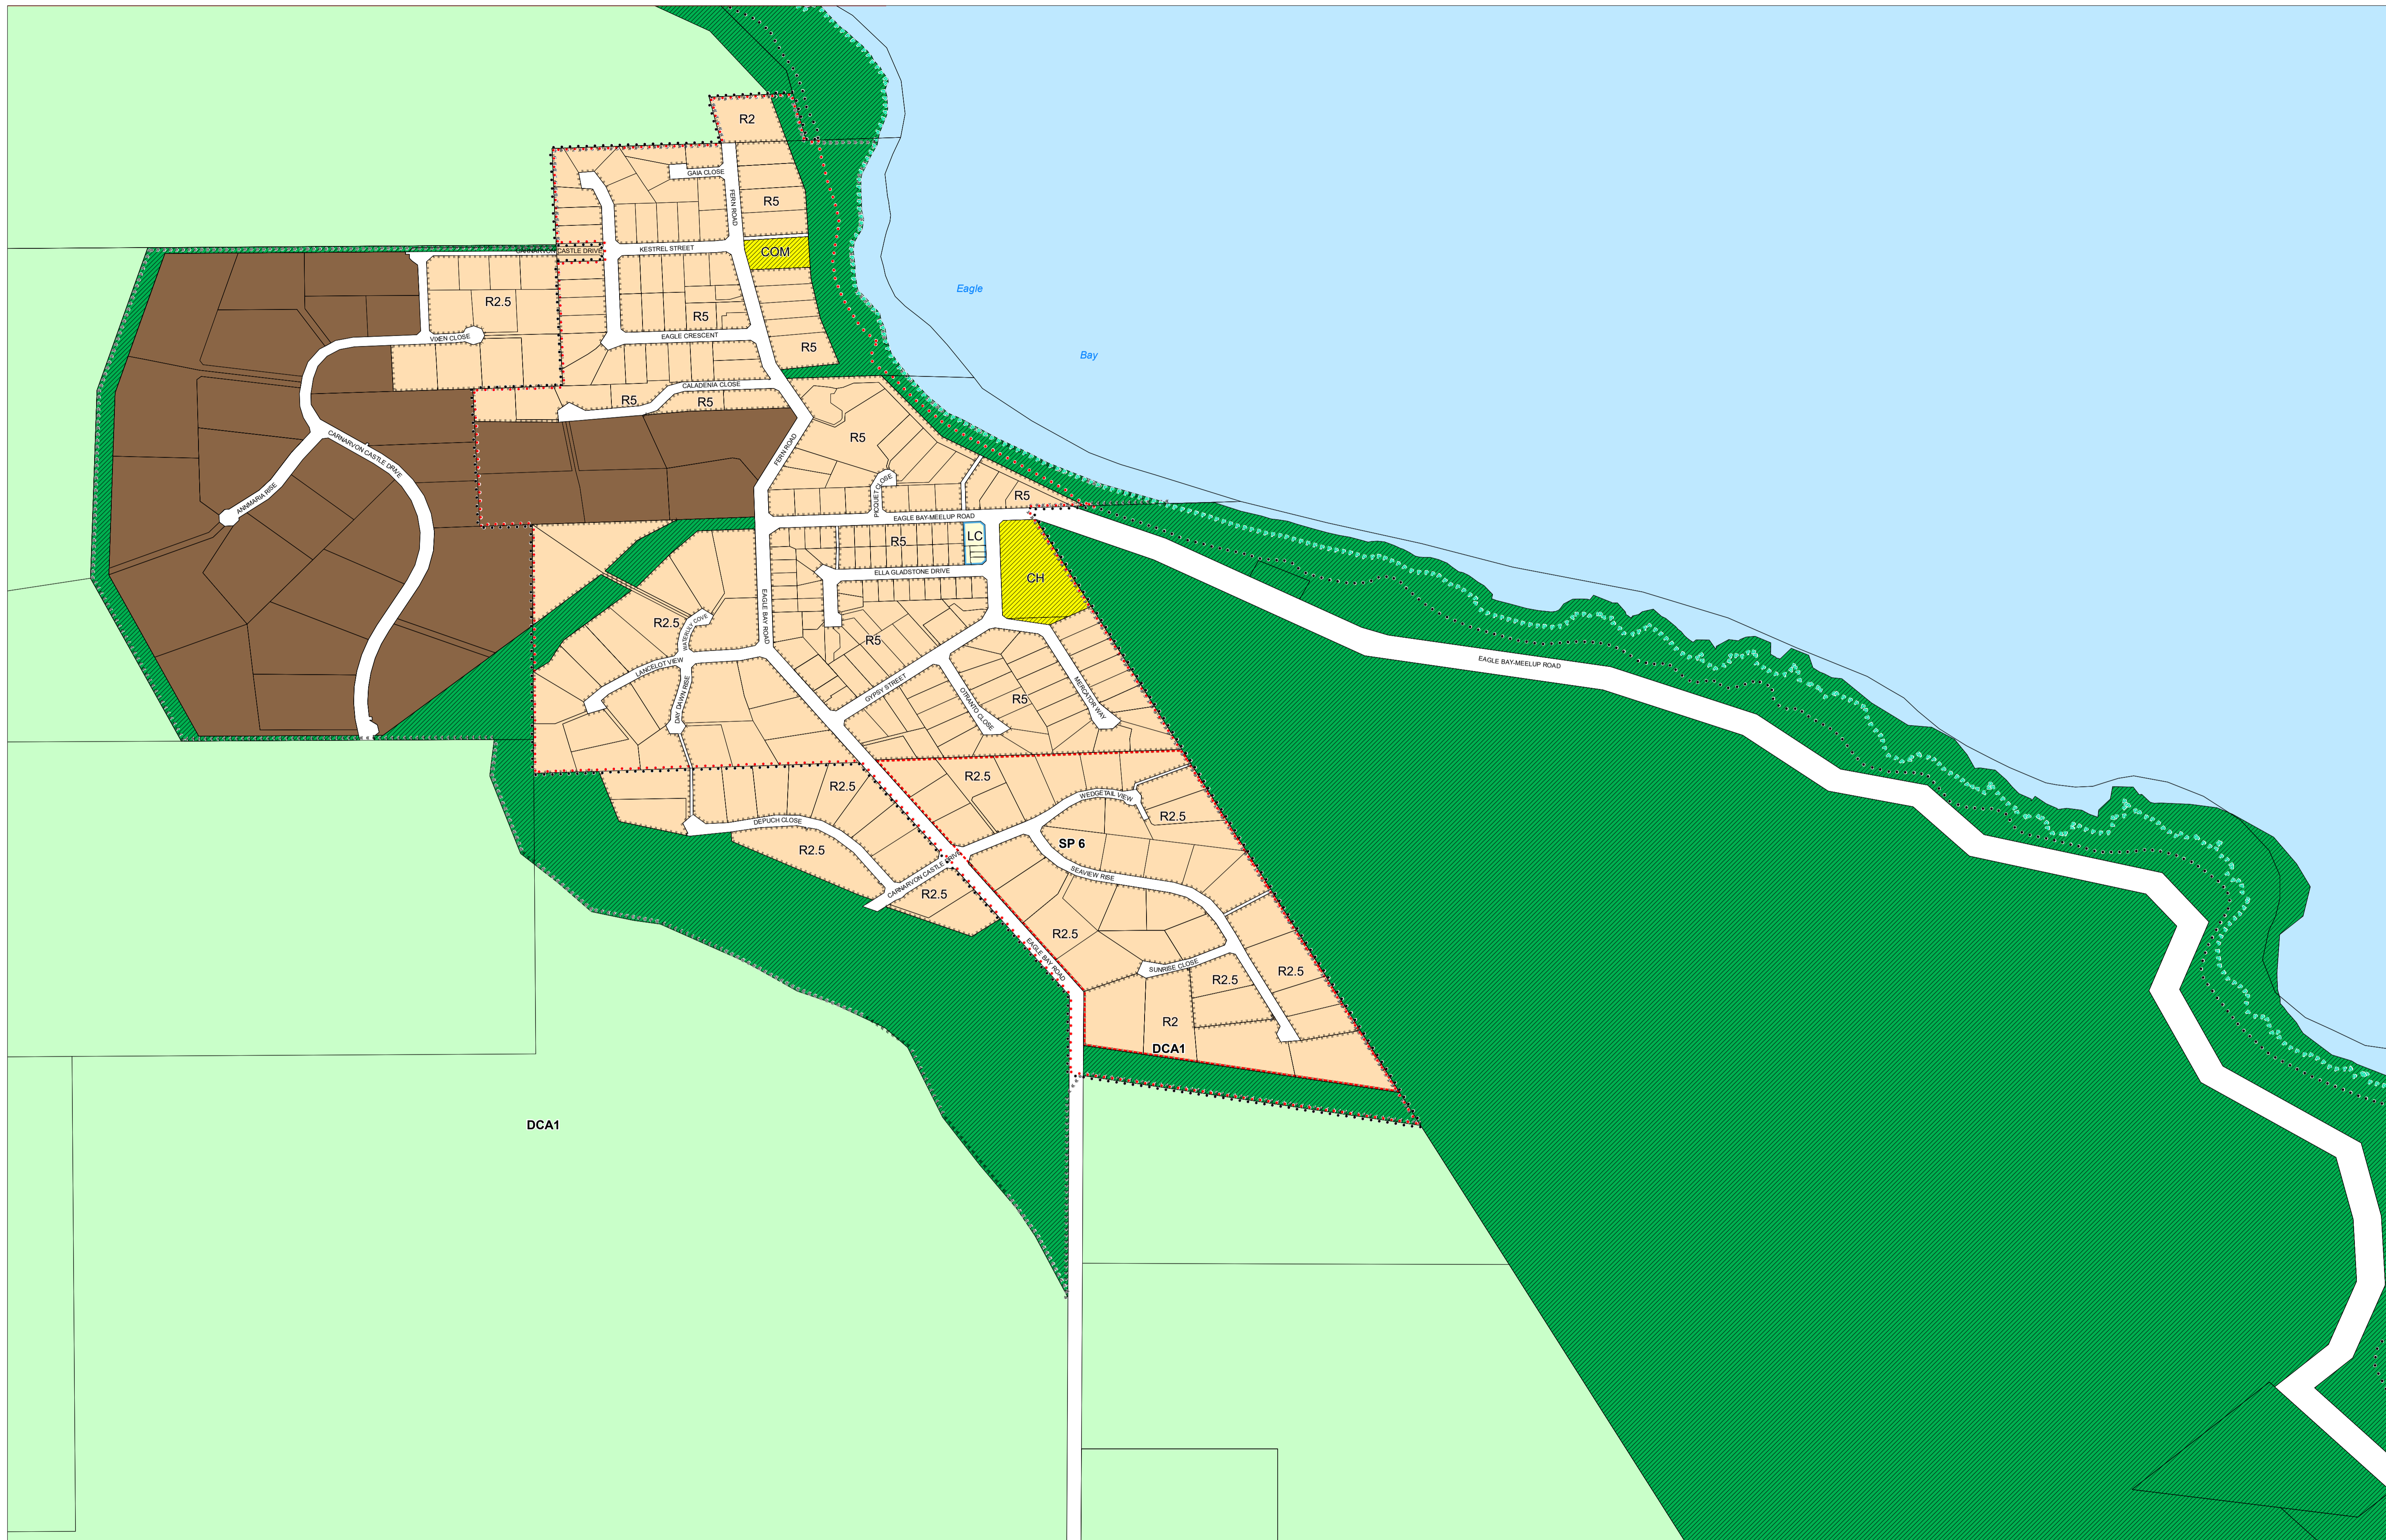 R2
GAIA CLOSE
FERN ROAD
R5
CARNARVON CASTLE DRIVE
KESTREL STREET
COM
Eagle
R2.5
R5
VIXEN CLOSE
EAGLE CRESCENT
R5
Bay
CALADENIA CLOSE
R5
R5
CARNARVON CASTLE DRIVE
FERN ROAD
R5
ANNMARIA RISE
PICQUET CLOSE
R5
EAGLE BAY-MEELUP ROAD
R5
LC
ELLA GLADSTONE DRIVE
CH
EAGLE BAY ROAD
R2.5
WATERLILY COVE
R5
LANCELOT VIEW
EAGLE BAY-MEELUP ROAD
DAY DAWN RISE
GYPSY STREET
OTRANTO CLOSE
R5
MERCATOR WAY
R2.5
R2.5
WEDGETAIL VIEW
R2.5
DEPUCH CLOSE
R2.5
SP 6
CARNARVON CASTLE DRIVE
SEAVIEW RISE
R2.5
R2.5
EAGLE BAY ROAD
SUNRISE CLOSE
R2.5
R2.5
R2
DCA1
DCA1